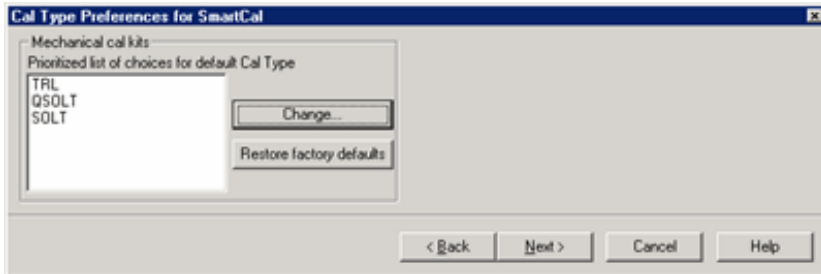 Cal Type Preferences for SmartCal
Mechanical cal kits
Prioritized list of choices for default Cal Type
TRL
QSOLT
SOLT
Change...
Restore factory defaults
< Back
Next >
Cancel
Help